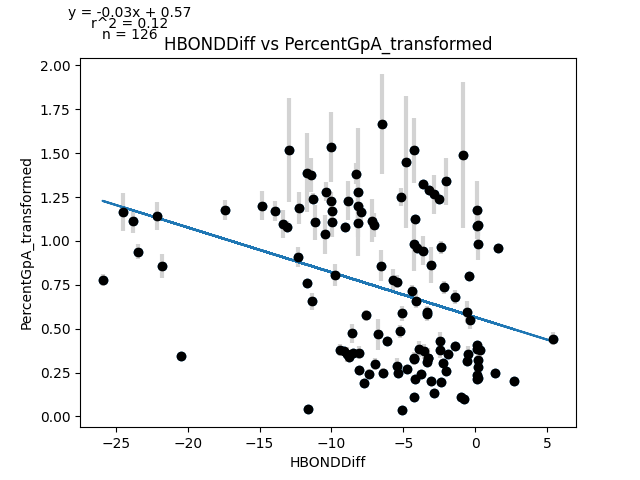 y = -0.03x + 0.57
r^2 = 0.12
n = 126
HBONDDiff vs PercentGpA_transformed
PercentGpA_transformed
2.00
1.75
1.50
1.25
1.00
0.75
0.50
0.25
0.00
−25
−20
−15
−10
−5
0
5
HBONDDiff